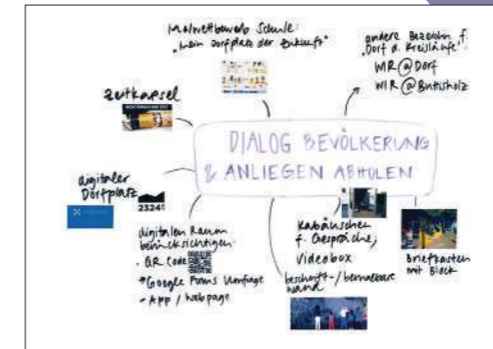 Malwettbewerb Schule:
"mein Dorfplatz der Zukunft"
andere Bezeichn. f.
"Dorf d. Kreisläufe"
WIR@Dorf
WIR@Buttisholz
zeitkapsel
DIALOG BEVÖLKERUNG
& ANLIEGEN ABHOLEN
digitaler
Dorfplatz
23241
digitalen Raum
berücksichtigen:
- QR Code
* Google Forms Umfrage
- App / Webpage
Kabäuschen
f. Gespräche,
Videobox
beschrift-/bemalbare
wand
Briefkasten
mit Block